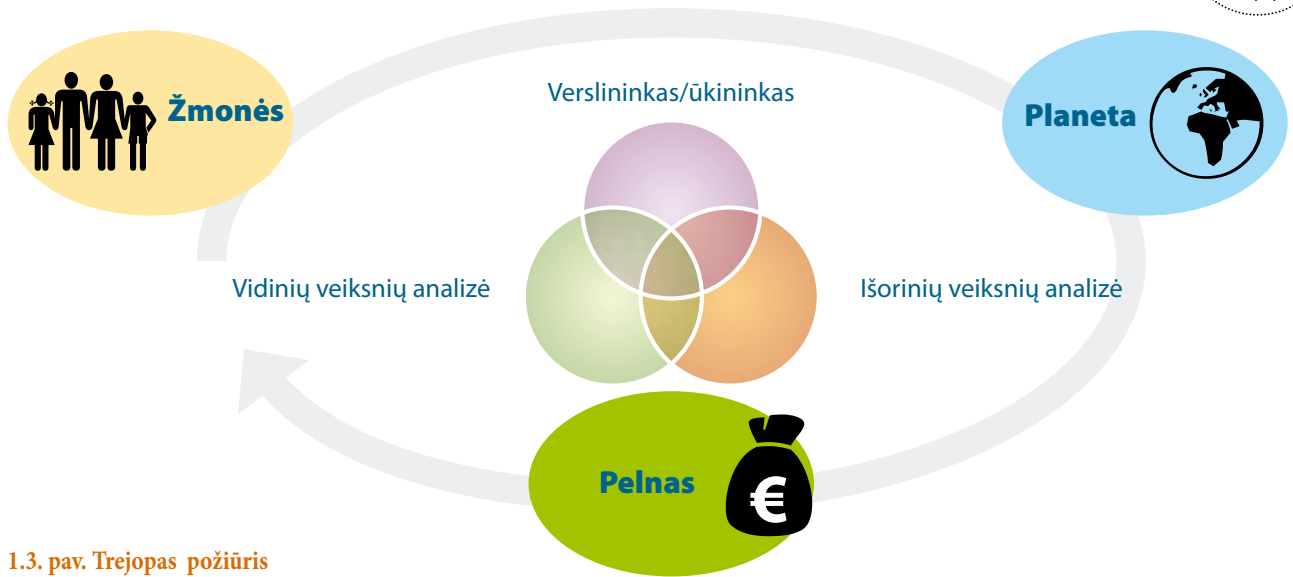 Žmonės
Verslininkas/ūkininkas
Planeta
Vidinių veiksnių analizė
Išorinių veiksnių analizė
Pelnas
€
1.3. pav. Trejopas požiūris